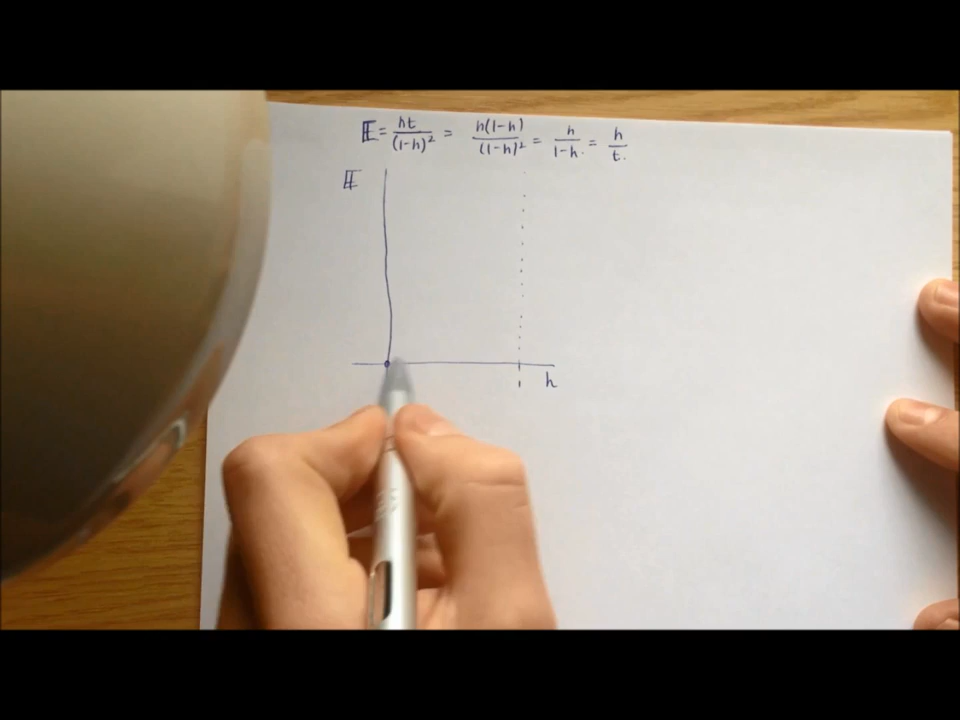 𝔼 = ht/(1-h)² = h(1-h)/(1-h)² = h/1-h. = h/t.
𝔼
1 h